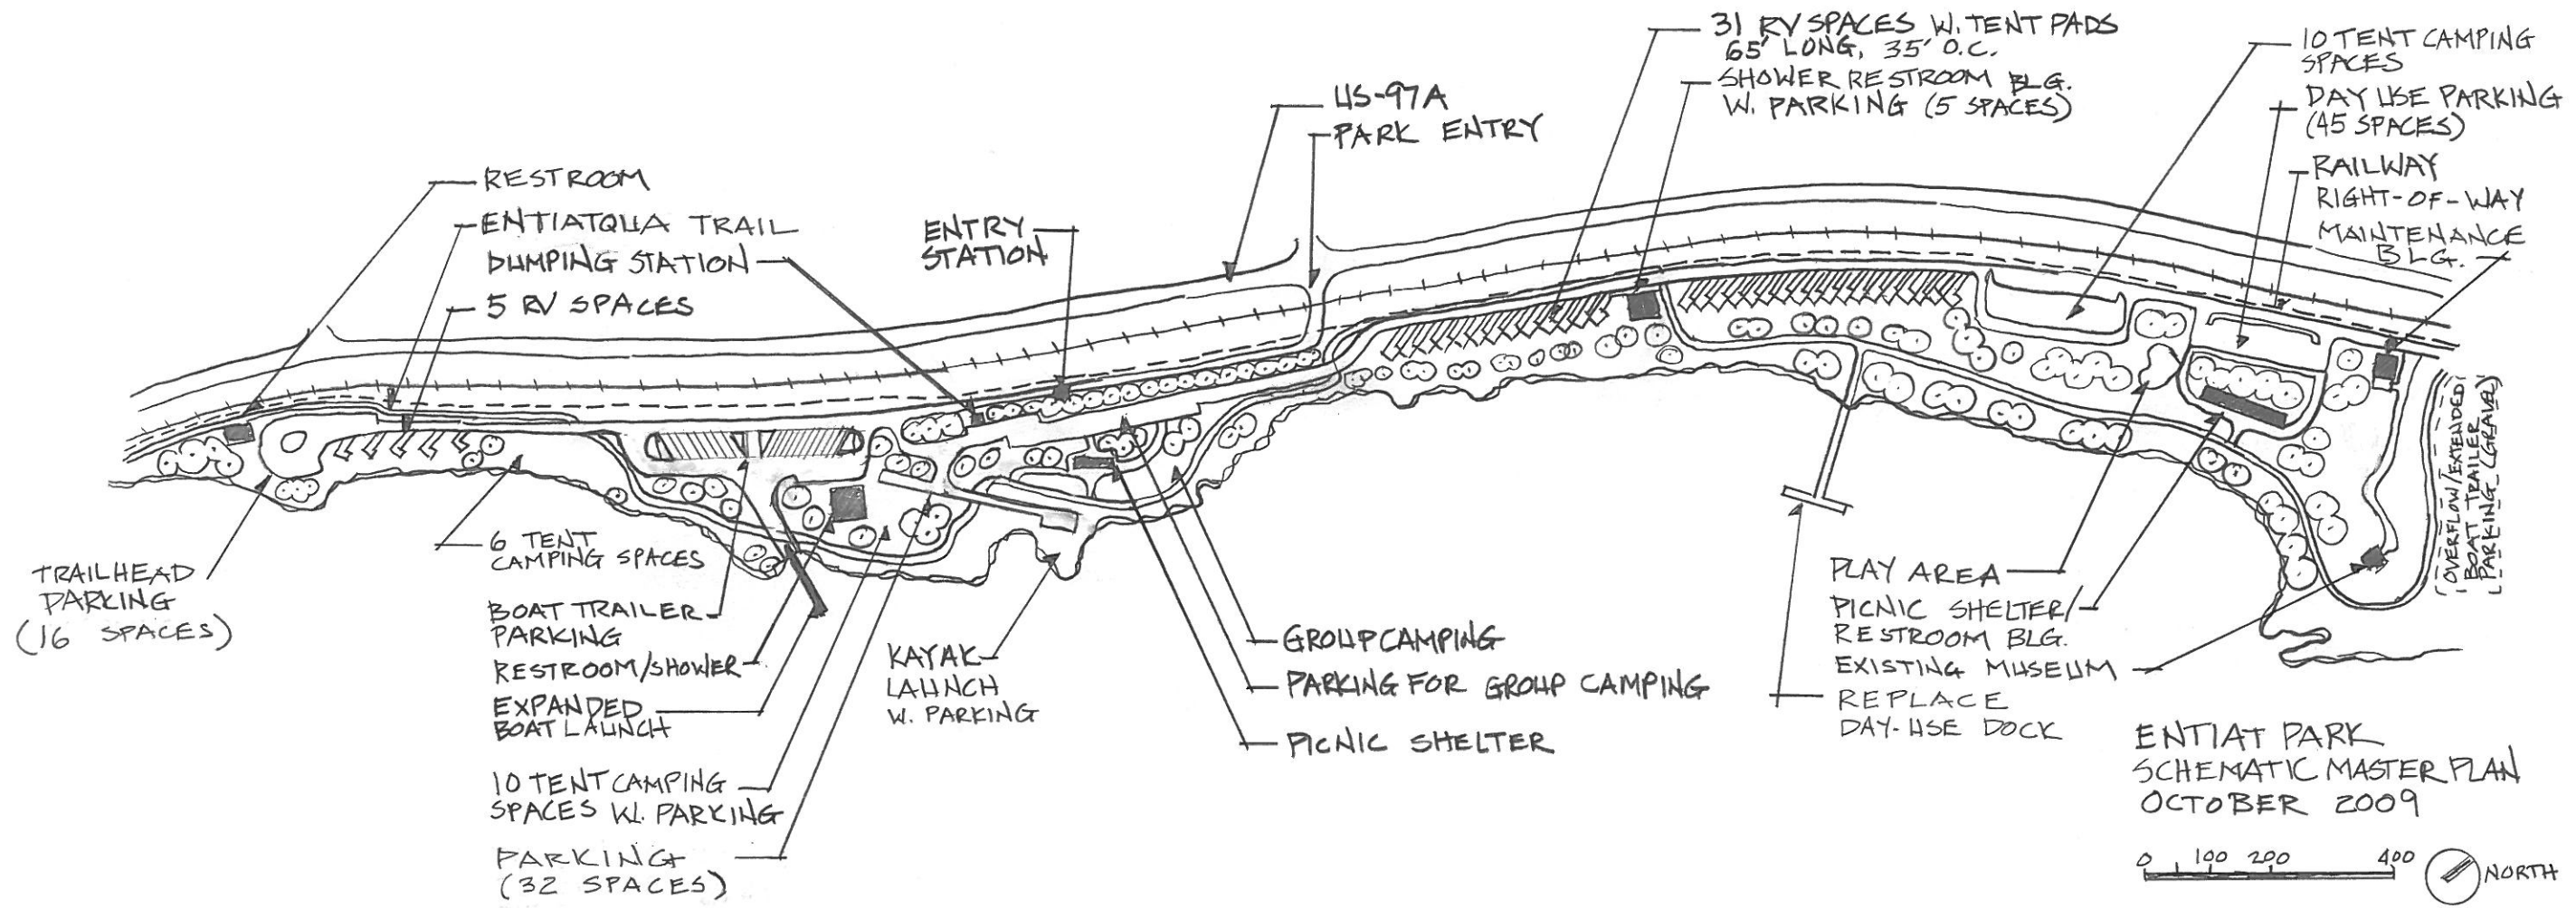 31 RV SPACES W. TENT PADS
65' LONG, 35' O.C.
SHOWER RESTROOM BLG.
W. PARKING (5 SPACES)
10 TENT CAMPING
SPACES
DAY USE PARKING
(45 SPACES)
RAILWAY
RIGHT-OF-WAY
MAINTENANCE
BLG.
US-97A
PARK ENTRY
RESTROOM
ENTIATQUA TRAIL
DUMPING STATION
5 RV SPACES
ENTRY
STATION
TRAILHEAD
PARKING
(16 SPACES)
6 TENT
CAMPING SPACES
BOAT TRAILER
PARKING
RESTROOM/SHOWER
EXPANDED
BOAT LAUNCH
10 TENT CAMPING
SPACES W. PARKING
PARKING
(32 SPACES)
KAYAK
LAUNCH
W. PARKING
GROUP CAMPING
PARKING FOR GROUP CAMPING
PICNIC SHELTER
PLAY AREA
PICNIC SHELTER/
RESTROOM BLG.
EXISTING MUSEUM
REPLACE
DAY-USE DOCK
OVERFLOW/EXTENDED
BOAT TRAILER
PARKING (GRAVEL)
ENTIAT PARK
SCHEMATIC MASTER PLAN
OCTOBER 2009
0 100 200 400
NORTH